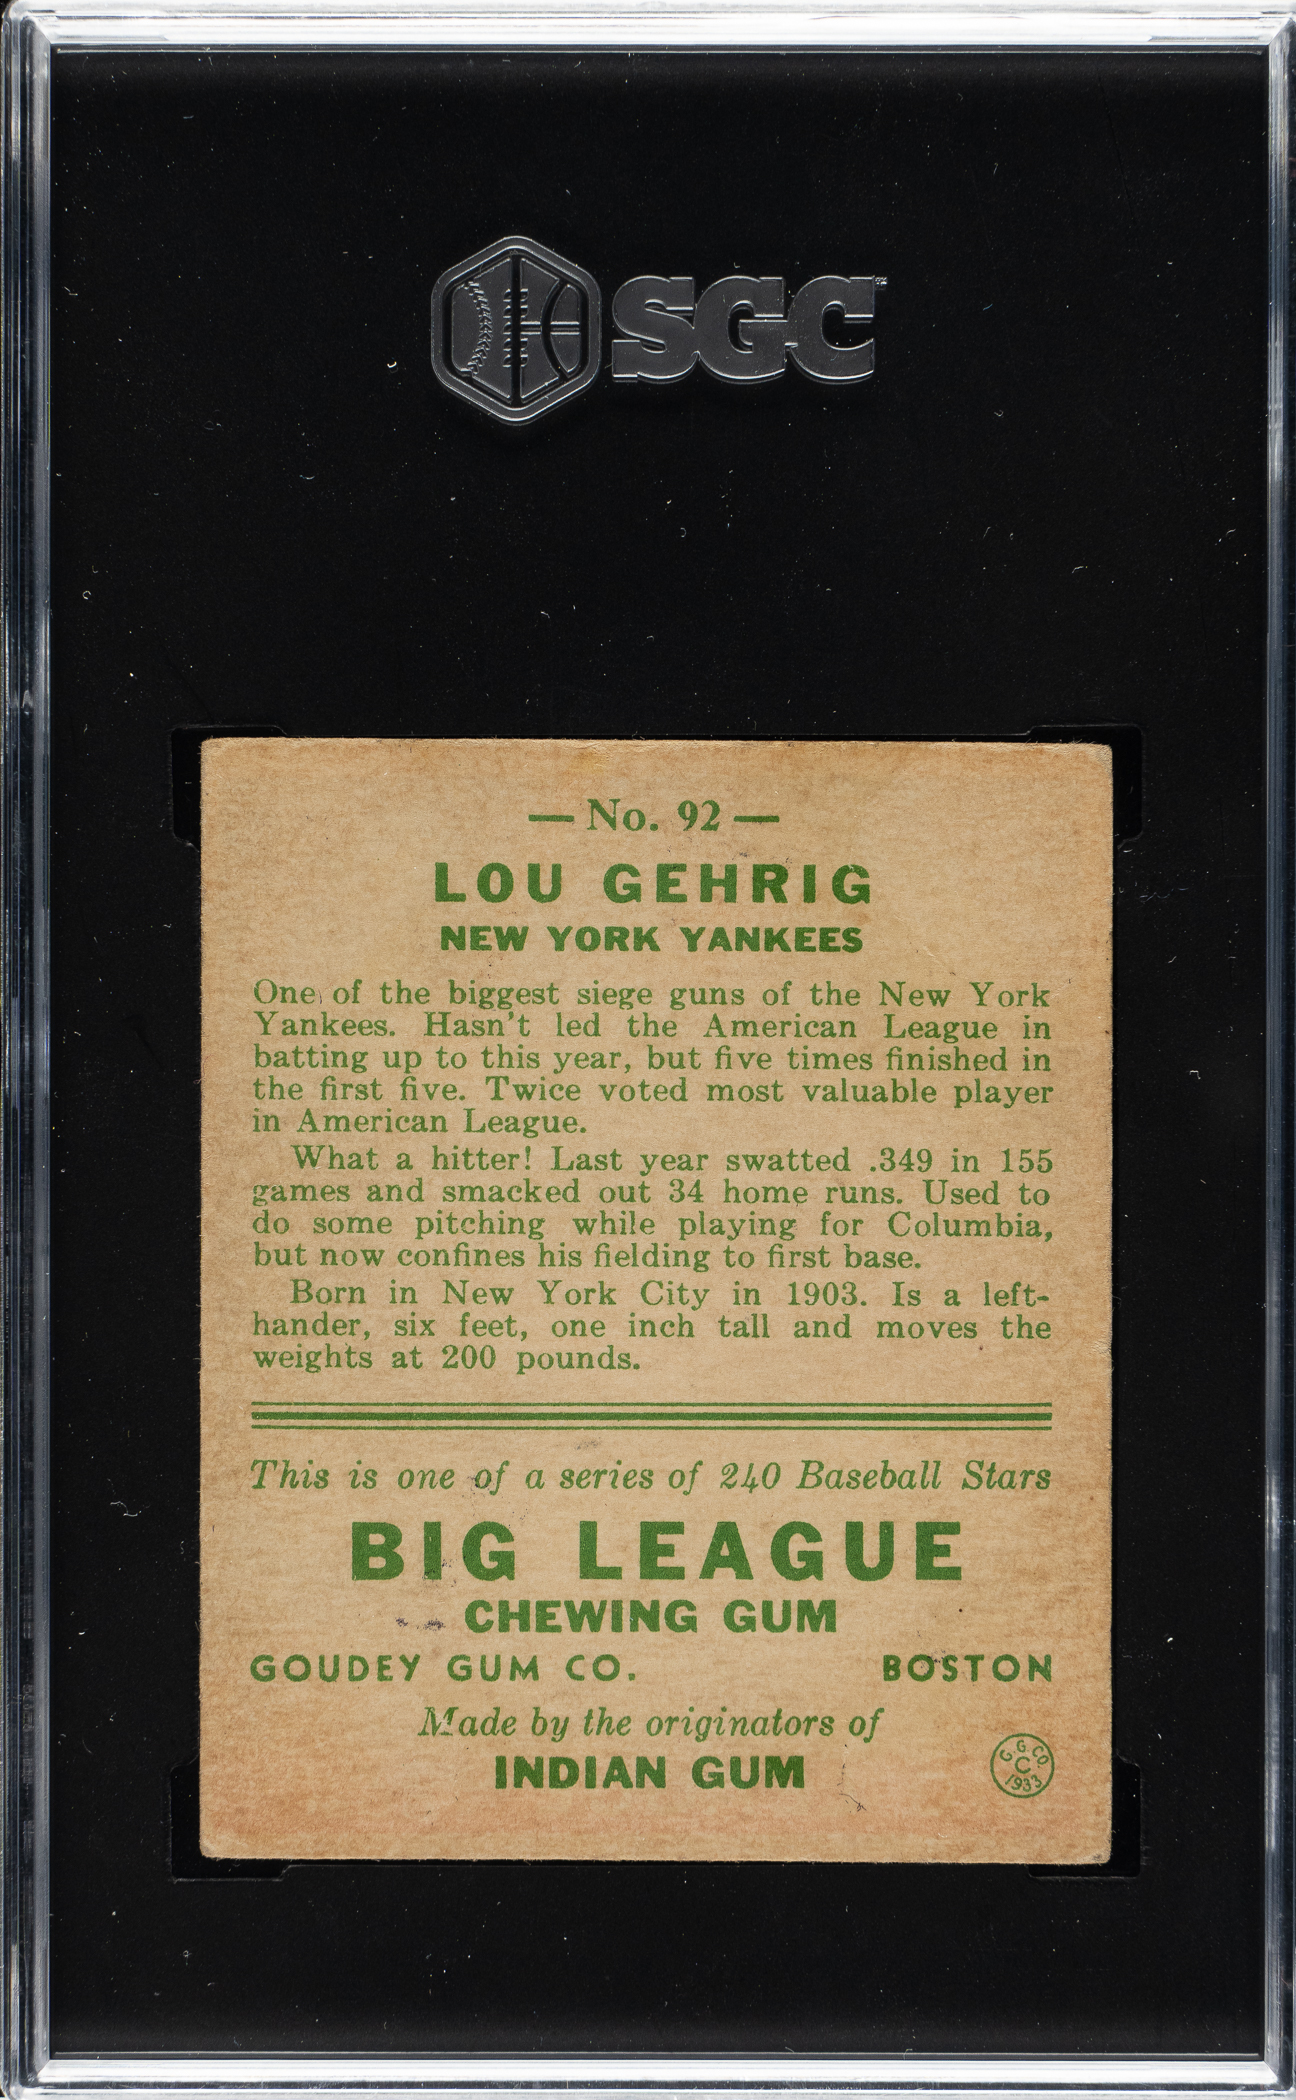 SGC
— No. 92 —
LOU GEHRIG
NEW YORK YANKEES
One of the biggest siege guns of the New York
Yankees. Hasn't led the American League in
batting up to this year, but five times finished in
the first five. Twice voted most valuable player
in American League.
What a hitter! Last year swatted .349 in 155
games and smacked out 34 home runs. Used to
do some pitching while playing for Columbia,
but now confines his fielding to first base.
Born in New York City in 1903. Is a left-
hander, six feet, one inch tall and moves the
weights at 200 pounds.
This is one of a series of 240 Baseball Stars
BIG LEAGUE
CHEWING GUM
GOUDEY GUM CO. BOSTON
Made by the originators of
INDIAN GUM
G. G. CO.
C
1933